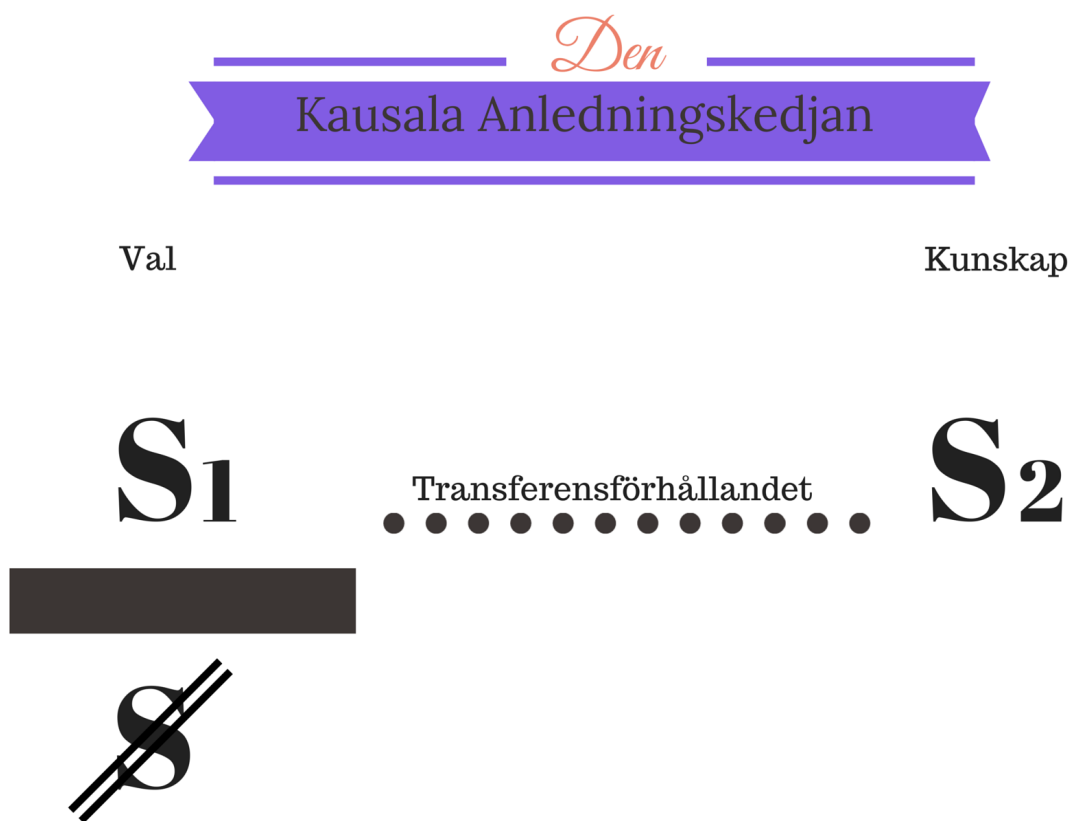 Den
Kausala Anledningskedjan
Val
Kunskap
S1
Transferensförhållandet
S2
S